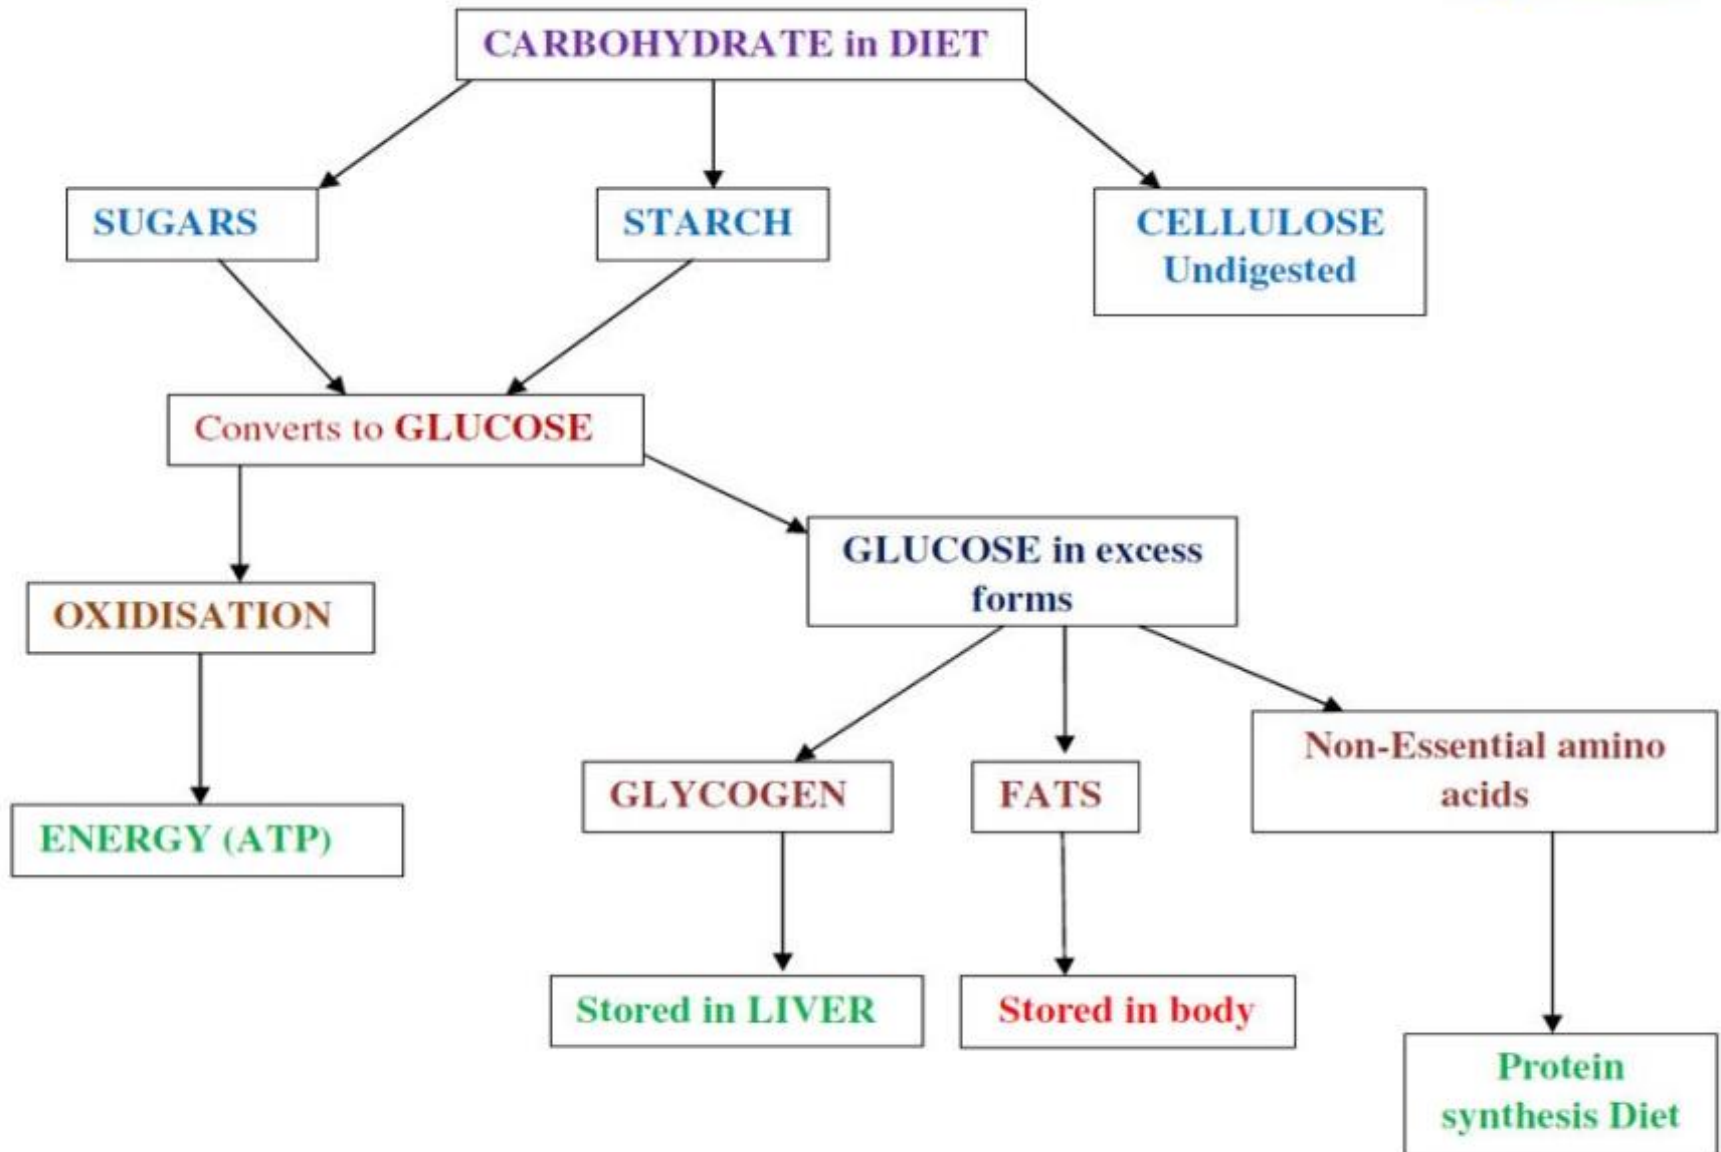 CARBOHYDRATE in DIET
SUGARS
STARCH
CELLULOSE
Undigested
Converts to GLUCOSE
GLUCOSE in excess
forms
OXIDISATION
Non-Essential amino
acids
GLYCOGEN
FATS
ENERGY (ATP)
Stored in LIVER
Stored in body
Protein
synthesis Diet